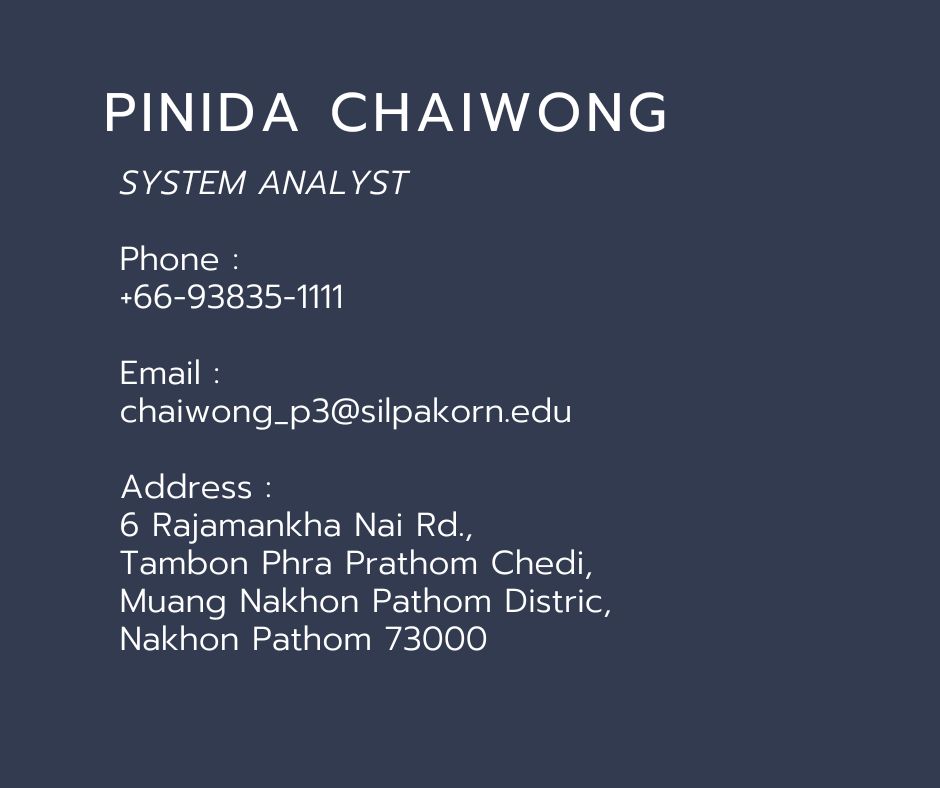 PINIDA CHAIWONG
SYSTEM ANALYST
Phone :
+66-93835-1111
Email :
chaiwong_p3@silpakorn.edu
Address :
6 Rajamankha Nai Rd.,
Tambon Phra Prathom Chedi,
Muang Nakhon Pathom Distric,
Nakhon Pathom 73000